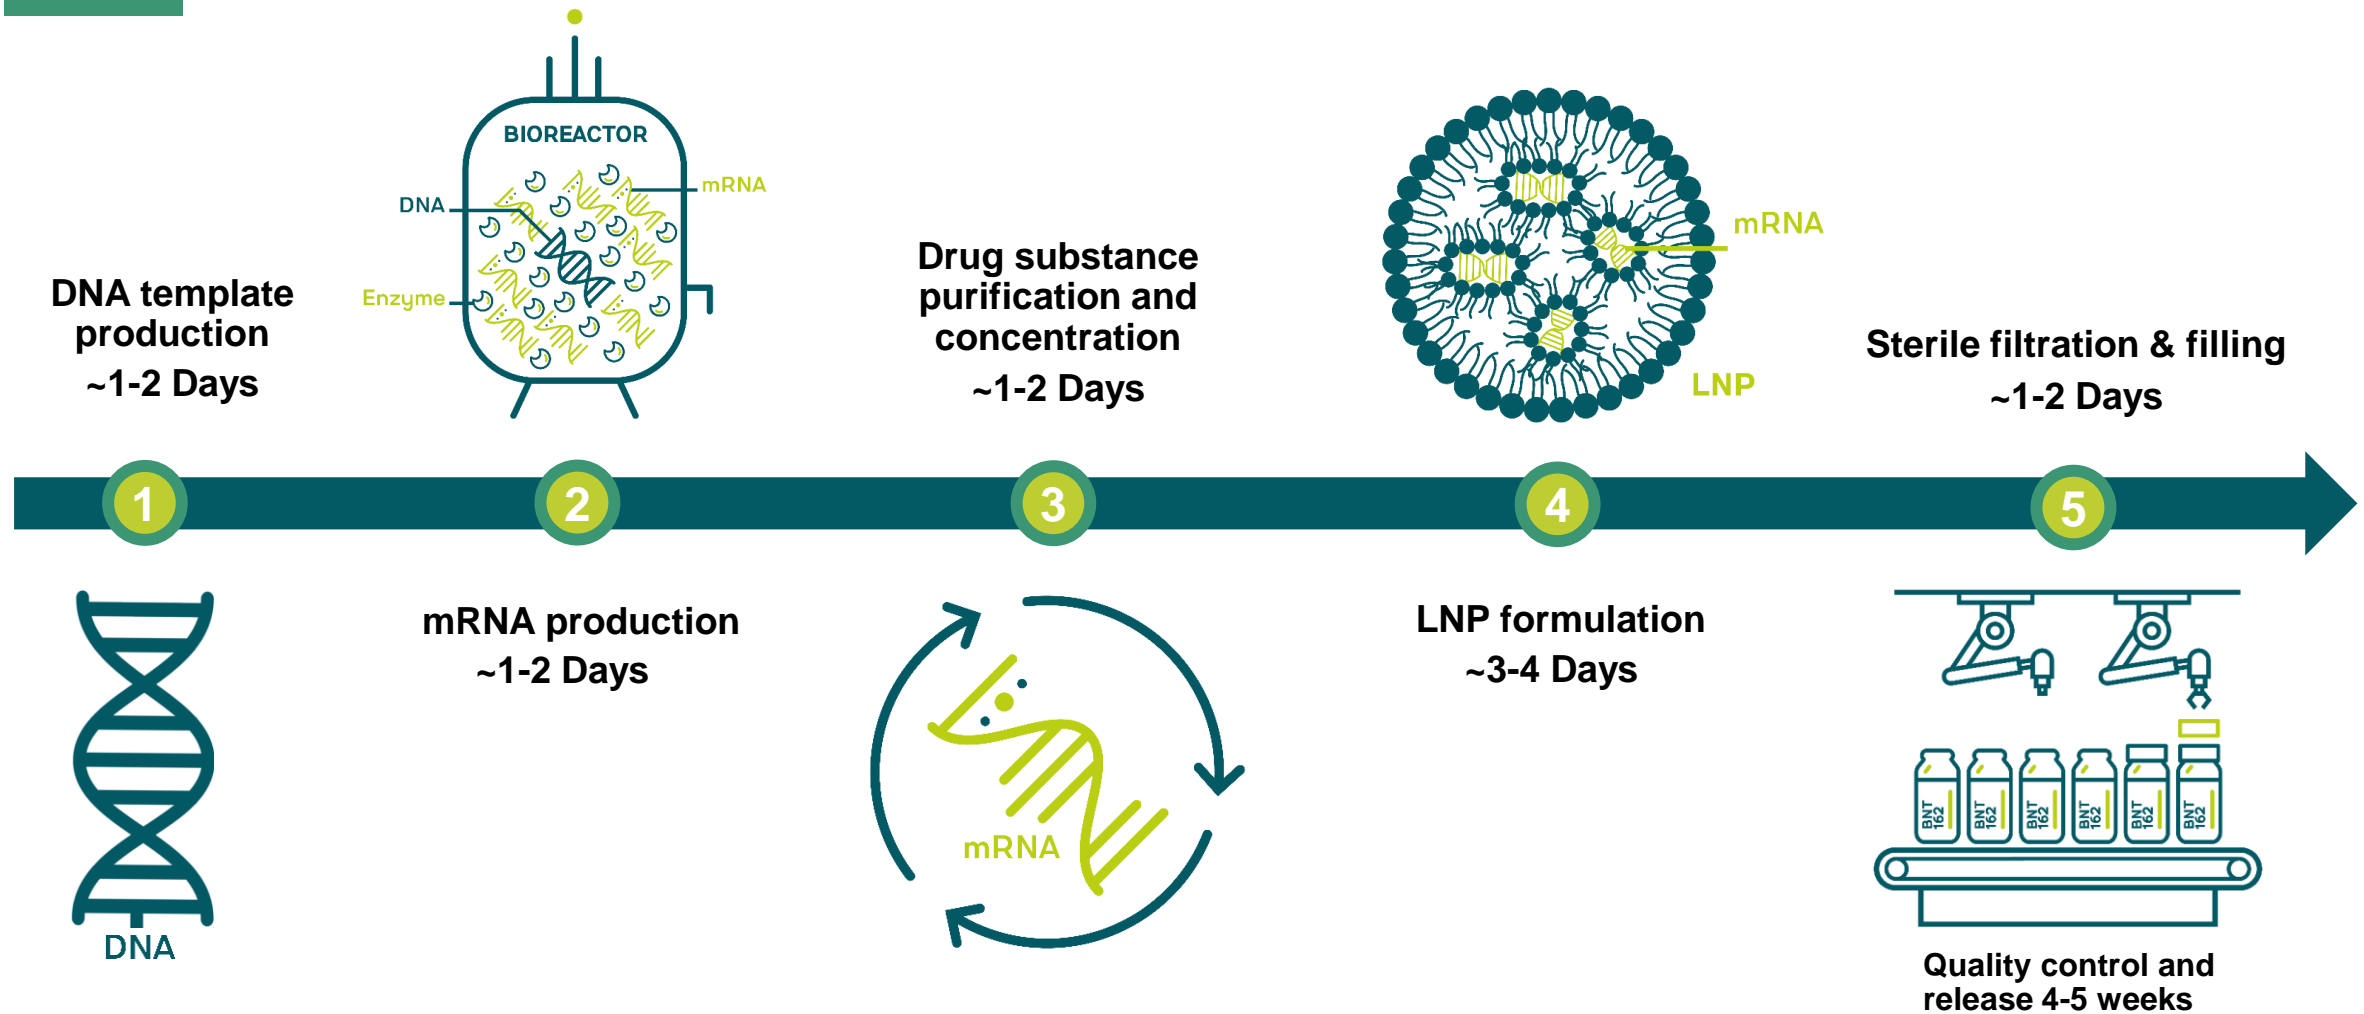 DNA template
production
~1-2 Days
BIOREACTOR
DNA
mRNA
Enzyme
Drug substance
purification and
concentration
~1-2 Days
mRNA
LNP
Sterile filtration & filling
~1-2 Days
1
2
3
4
5
DNA
mRNA production
~1-2 Days
mRNA
LNP formulation
~3-4 Days
BNT
162
BNT
162
BNT
162
BNT
162
BNT
162
BNT
162
Quality control and
release 4-5 weeks